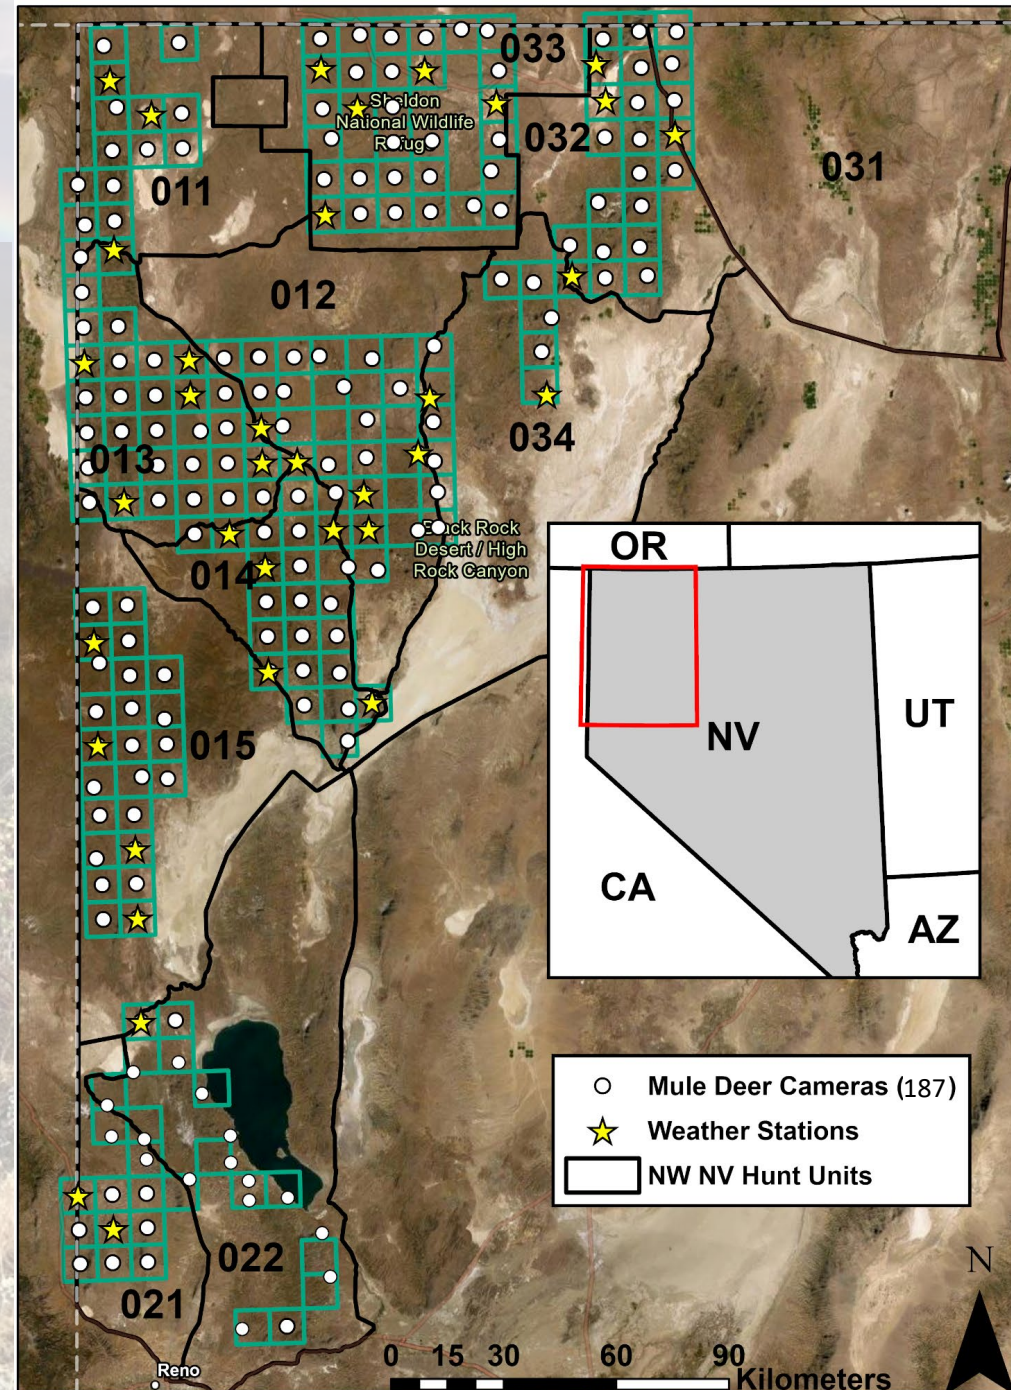 033
Sheldon
National Wildlife
Refuge
032
031
011
012
034
013
Black Rock
Desert / High
Rock Canyon
014
015
022
021
Reno
OR
NV
UT
CA
AZ
Mule Deer Cameras (187)
Weather Stations
NW NV Hunt Units
N
0 15 30 60 90
Kilometers